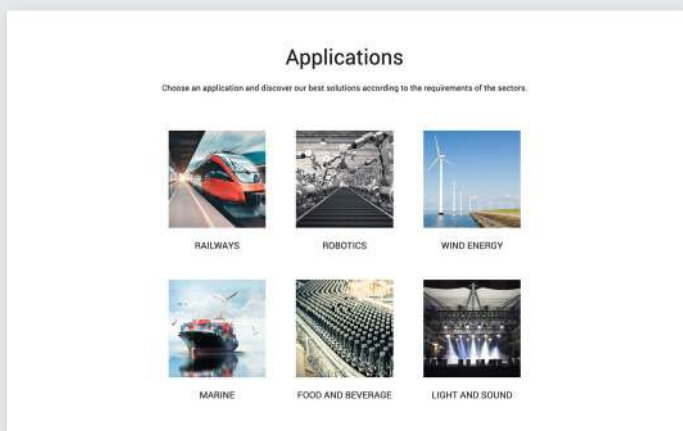 Applications
Choose an application and discover our best solutions according to the requirements of the sectors.
RAILWAYS
ROBOTICS
WIND ENERGY
MARINE
FOOD AND BEVERAGE
LIGHT AND SOUND